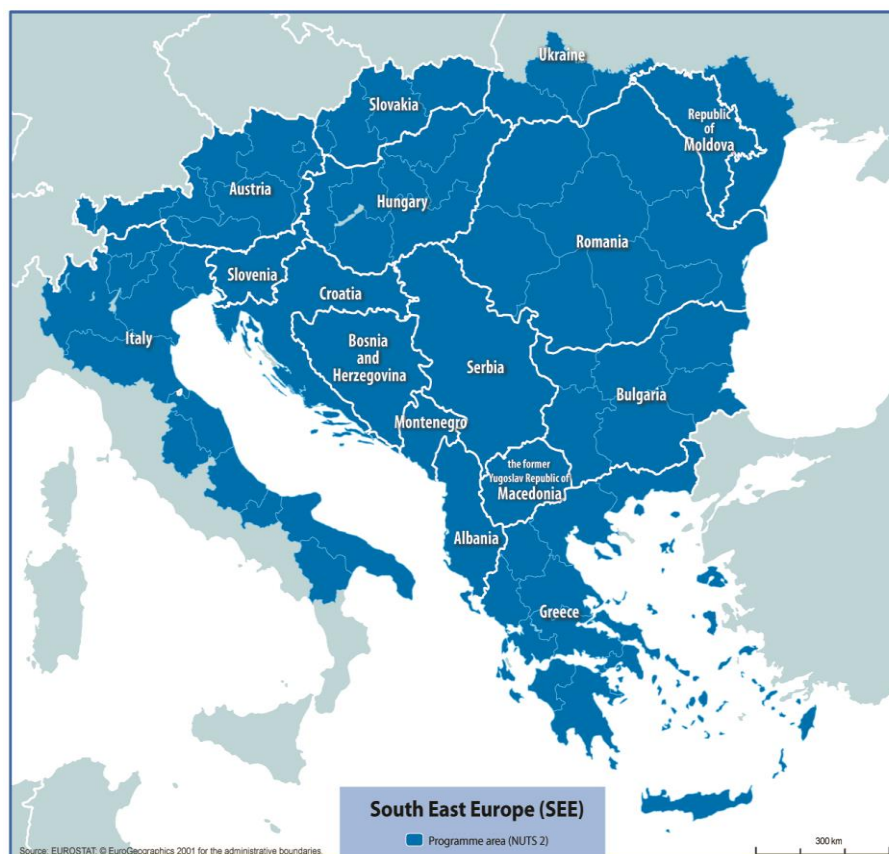 Ukraine
Slovakia
Republic
of
Moldova
Austria
Hungary
Romania
Slovenia
Croatia
Italy
Bosnia
and
Herzegovina
Serbia
Bulgaria
Montenegro
the former
Yugoslav Republic of
Macedonia
Albania
Greece
South East Europe (SEE)
Programme area (NUTS 2)
Source: EUROSTAT; © EuroGeographics 2001 for the administrative boundaries.
300 km